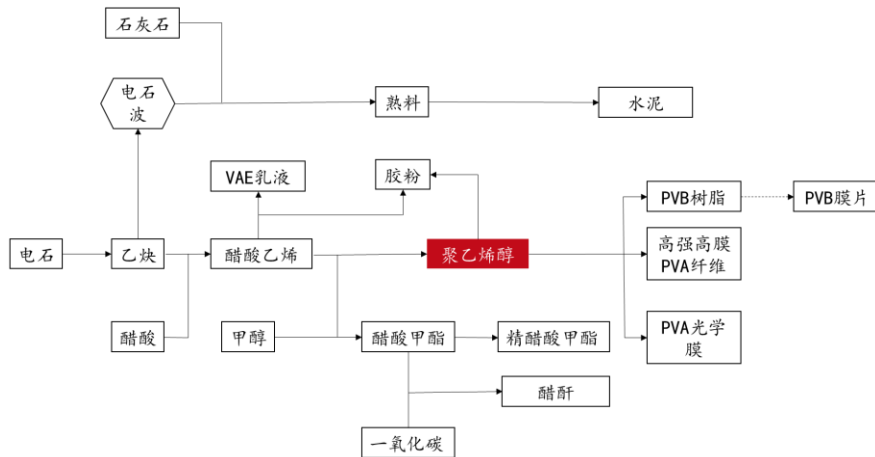 石灰石
电石
波
熟料
水泥
VAE乳液
胶粉
PVB树脂
PVB膜片
电石
乙炔
醋酸乙烯
聚乙烯醇
高强高膜
PVA纤维
醋酸
甲醇
醋酸甲酯
精醋酸甲酯
PVA光学
膜
醋酐
一氧化碳